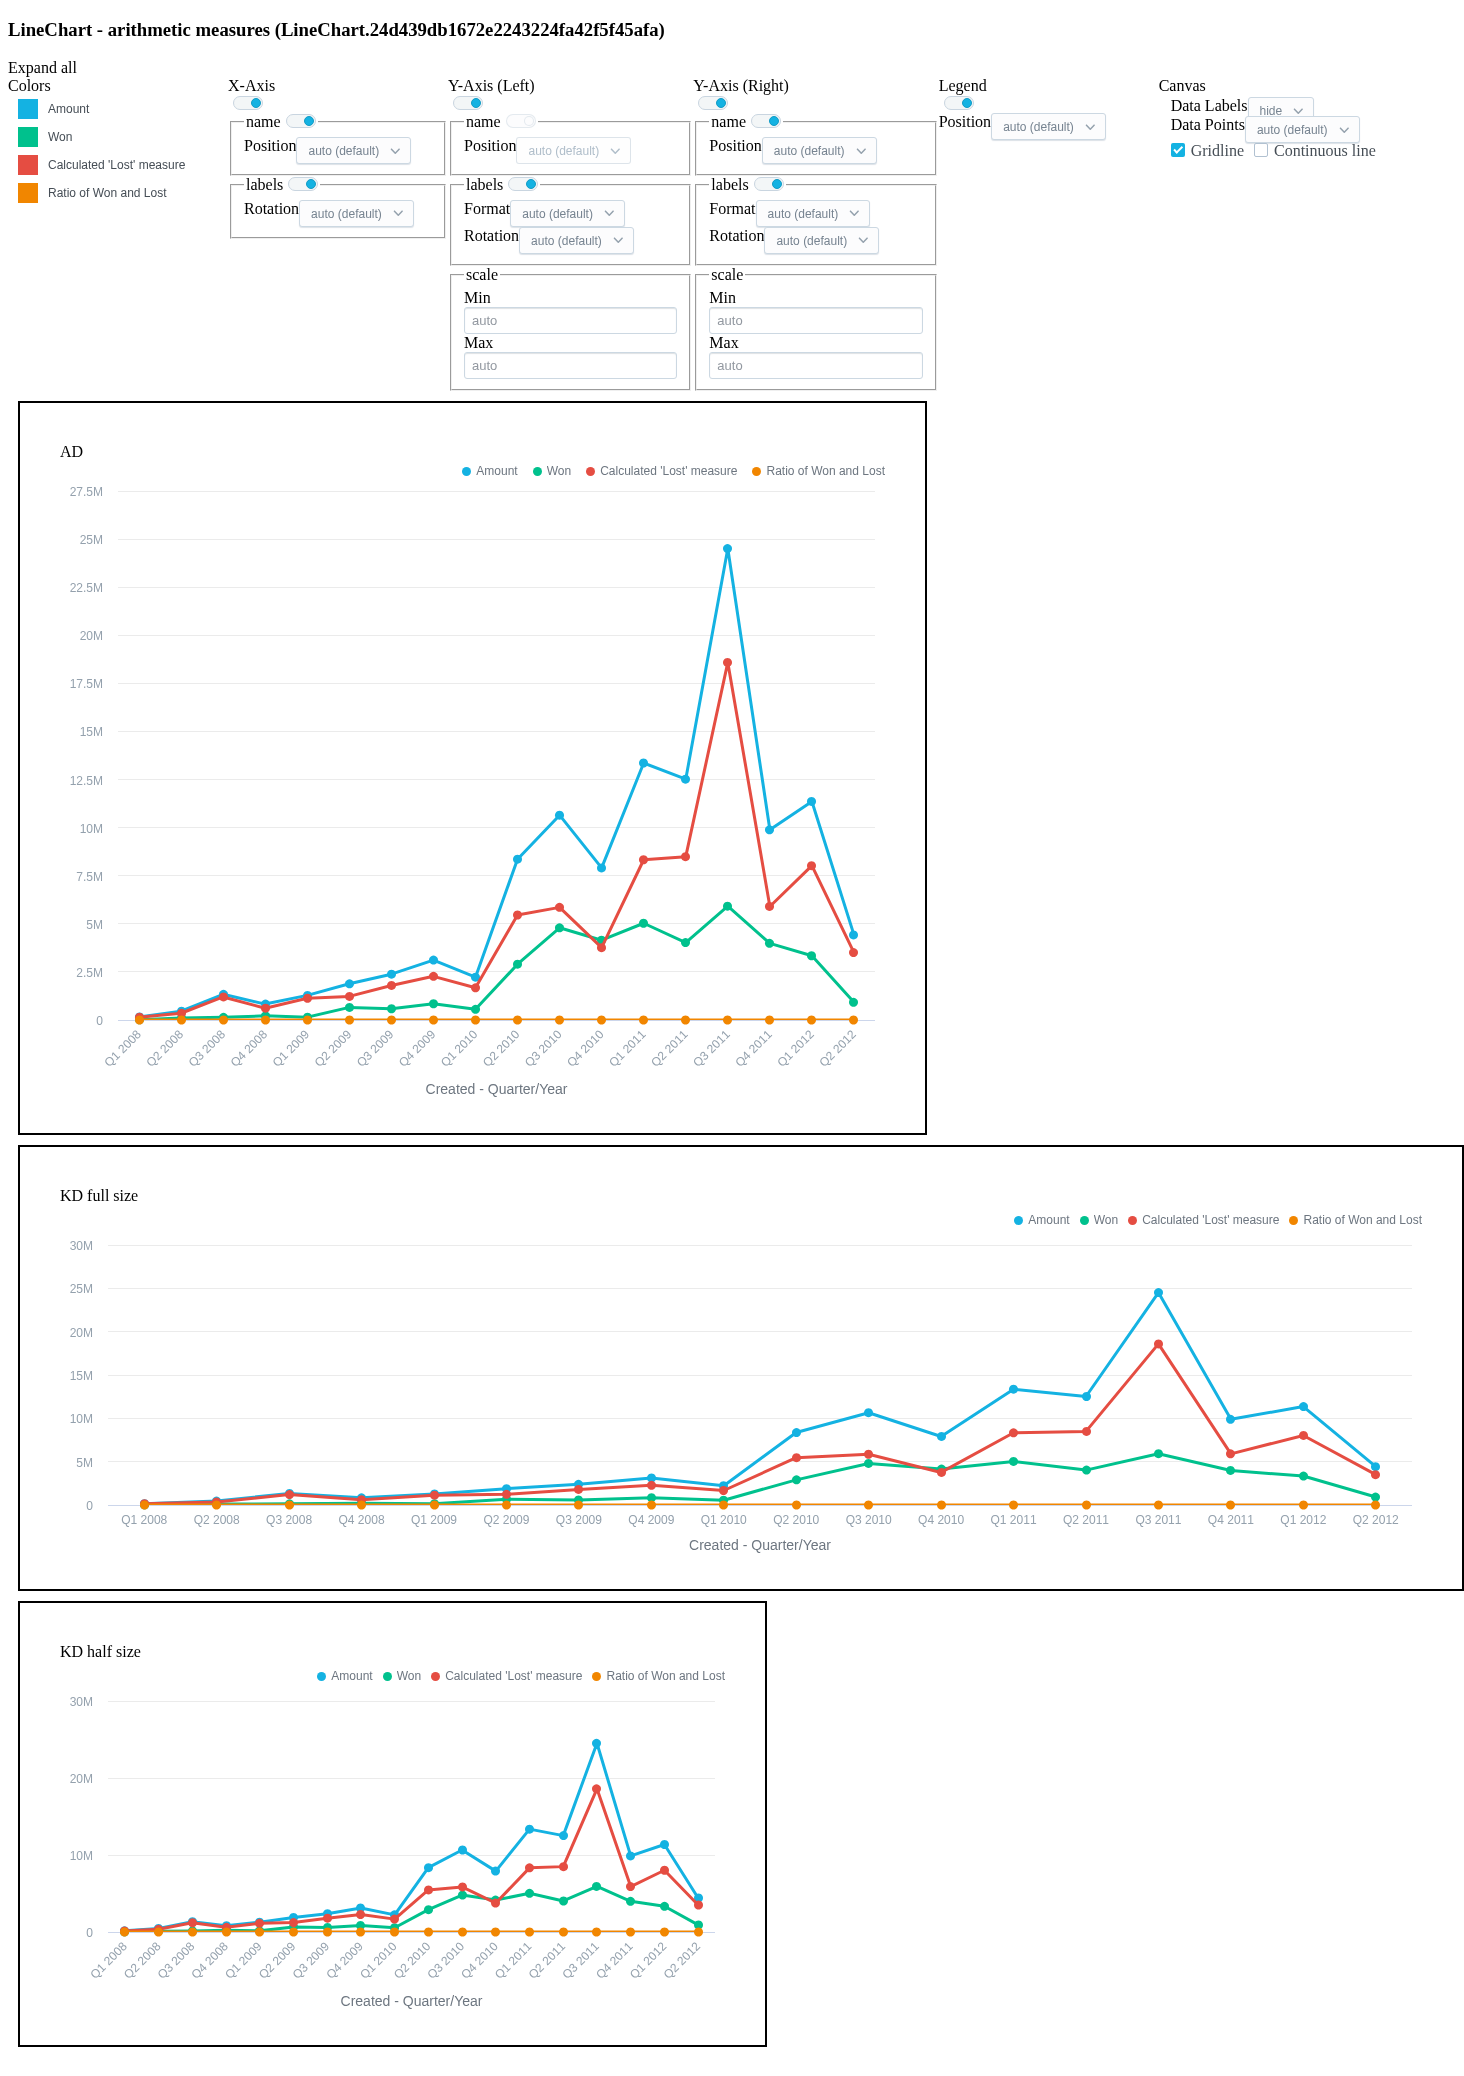 LineChart - arithmetic measures (LineChart.24d439db1672e2243224fa42f5f45afa)
Expand all
Colors
Amount
Won
Calculated 'Lost' measure
Ratio of Won and Lost
X-Axis
name
Position auto (default)
labels
Rotation auto (default)
Y-Axis (Left)
name
Position auto (default)
labels
Format auto (default)
Rotation auto (default)
scale
Min
auto
Max
auto
Y-Axis (Right)
name
Position auto (default)
labels
Format auto (default)
Rotation auto (default)
scale
Min
auto
Max
auto
Legend
Position auto (default)
Canvas
Data Labels hide
Data Points auto (default)
Gridline Continuous line
AD
Amount Won Calculated 'Lost' measure Ratio of Won and Lost
27.5M
25M
22.5M
20M
17.5M
15M
12.5M
10M
7.5M
5M
2.5M
0
Q1 2008 Q2 2008 Q3 2008 Q4 2008 Q1 2009 Q2 2009 Q3 2009 Q4 2009 Q1 2010 Q2 2010 Q3 2010 Q4 2010 Q1 2011 Q2 2011 Q3 2011 Q4 2011 Q1 2012 Q2 2012
Created - Quarter/Year
KD full size
Amount Won Calculated 'Lost' measure Ratio of Won and Lost
30M
25M
20M
15M
10M
5M
0
Q1 2008 Q2 2008 Q3 2008 Q4 2008 Q1 2009 Q2 2009 Q3 2009 Q4 2009 Q1 2010 Q2 2010 Q3 2010 Q4 2010 Q1 2011 Q2 2011 Q3 2011 Q4 2011 Q1 2012 Q2 2012
Created - Quarter/Year
KD half size
Amount Won Calculated 'Lost' measure Ratio of Won and Lost
30M
20M
10M
0
Q1 2008 Q2 2008 Q3 2008 Q4 2008 Q1 2009 Q2 2009 Q3 2009 Q4 2009 Q1 2010 Q2 2010 Q3 2010 Q4 2010 Q1 2011 Q2 2011 Q3 2011 Q4 2011 Q1 2012 Q2 2012
Created - Quarter/Year